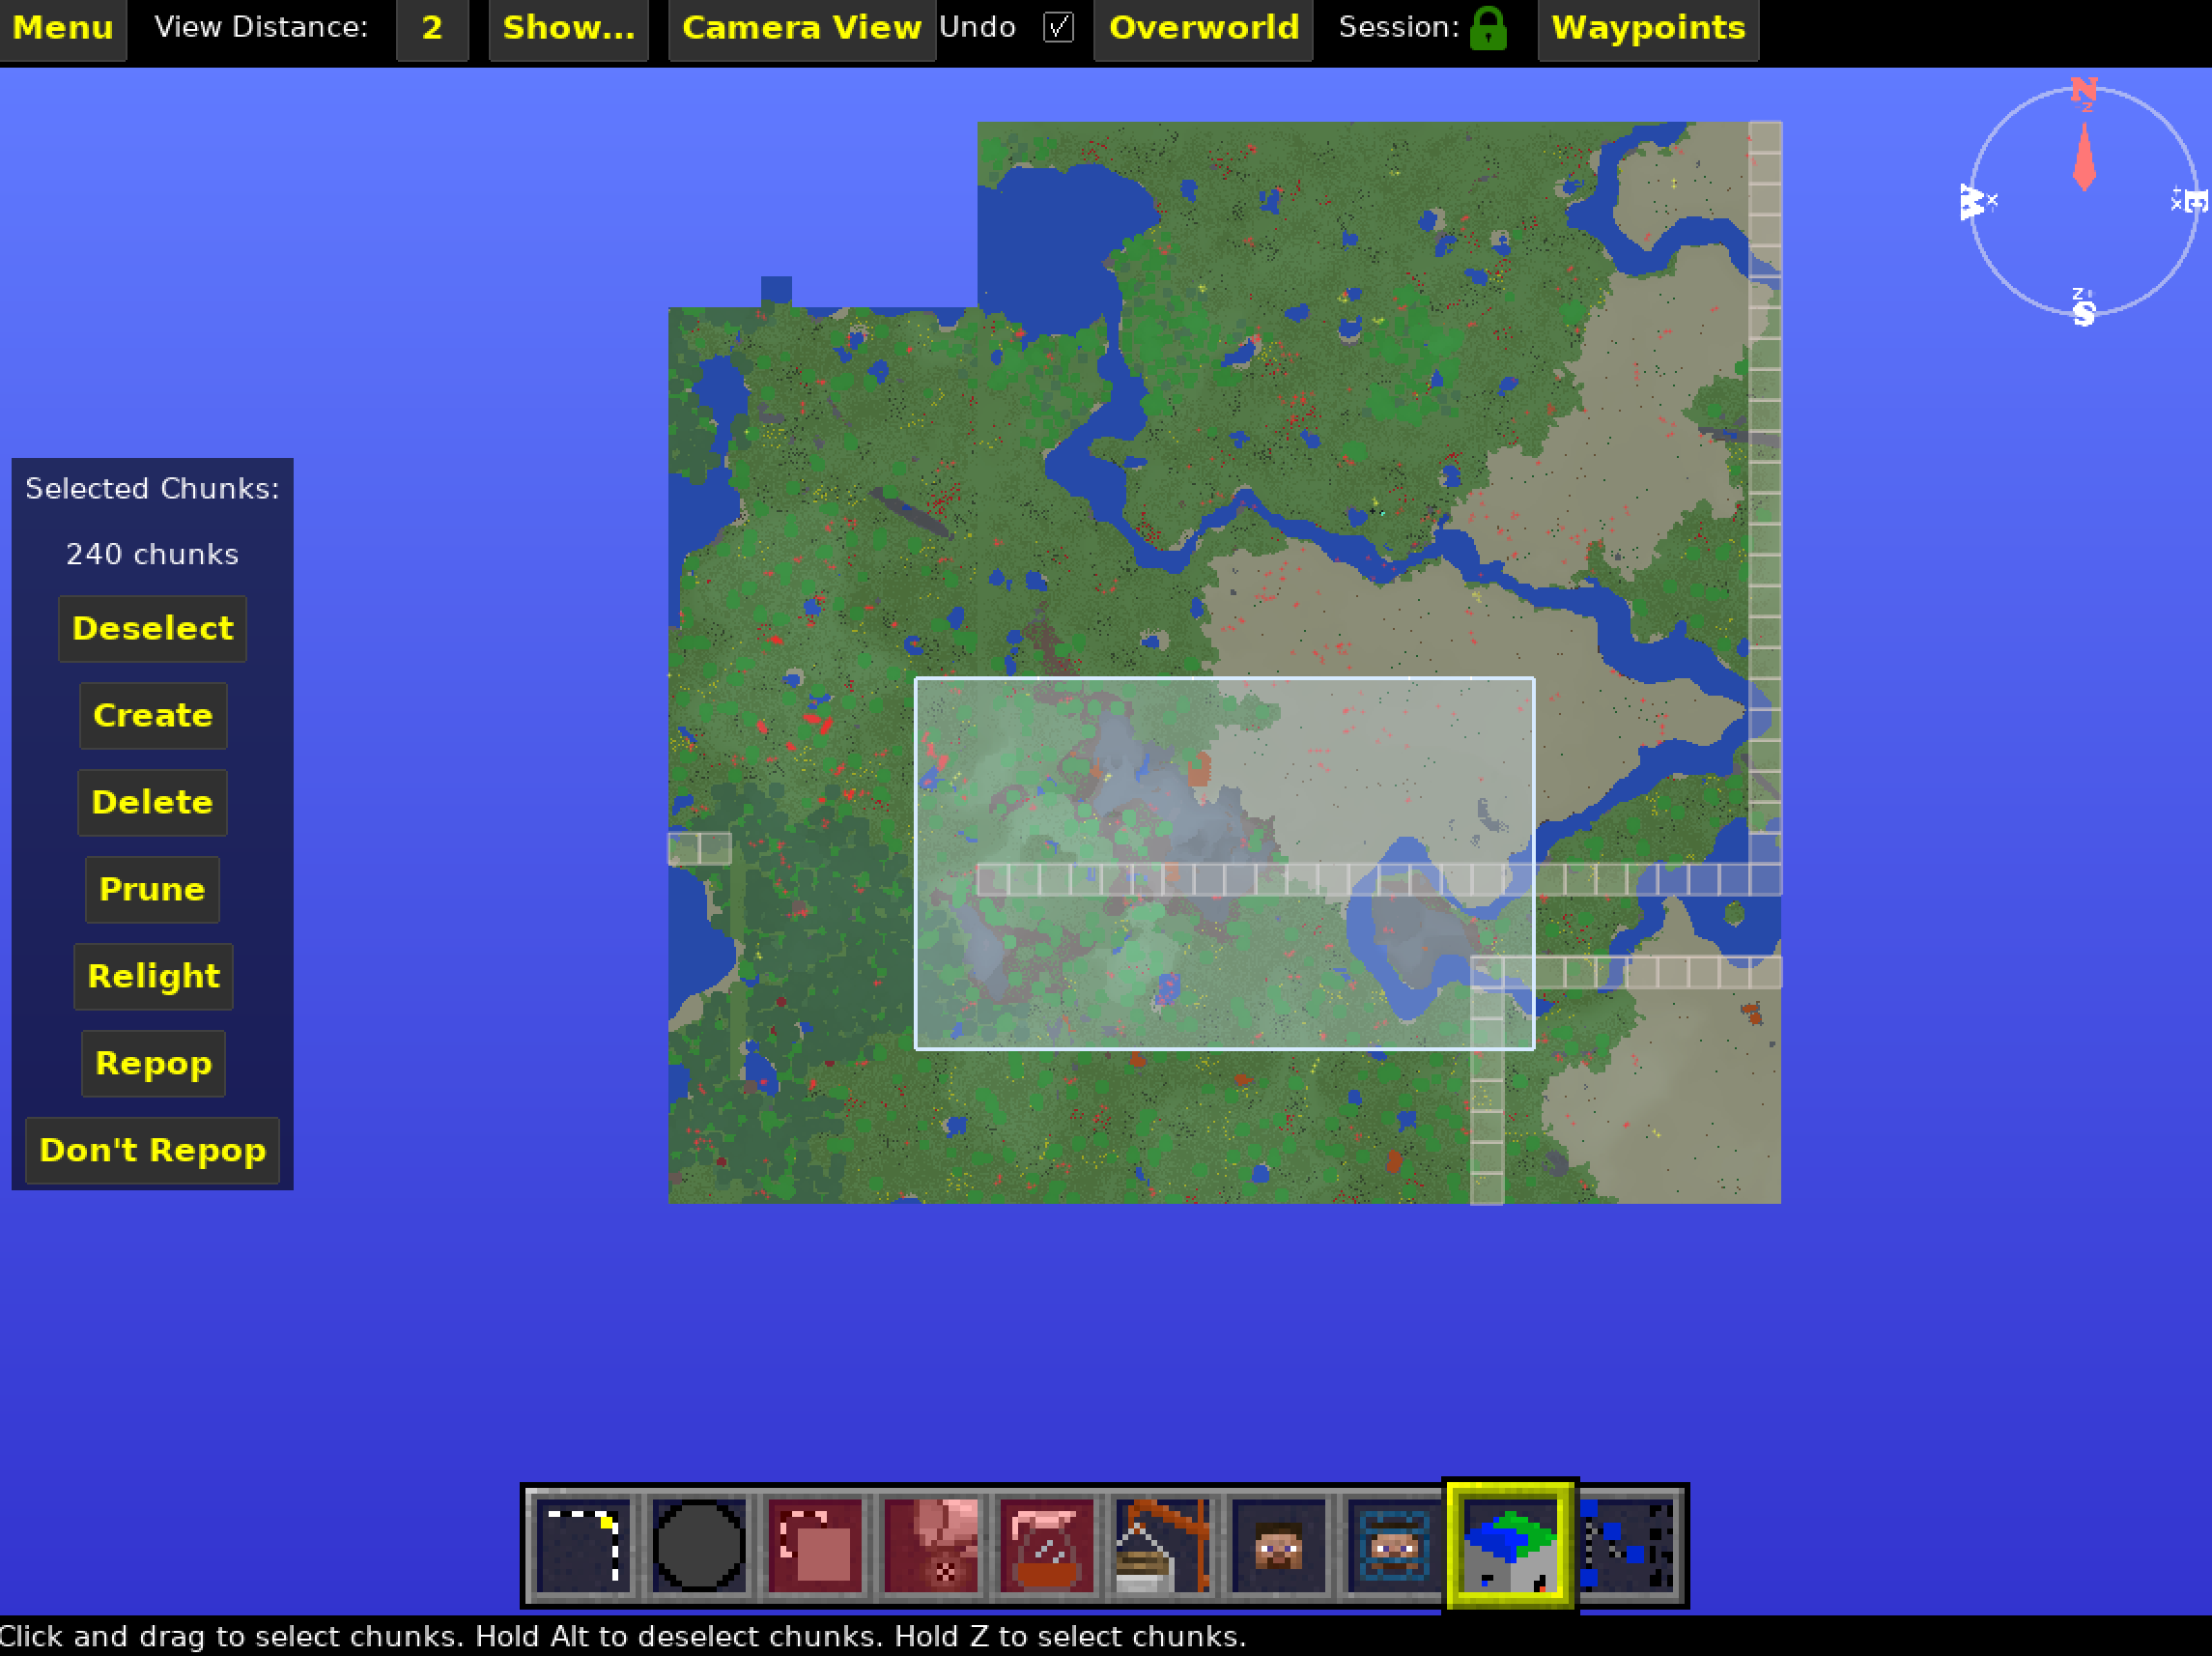 Menu View Distance: 2 Show... Camera View Undo Overworld Session: Waypoints
N
-Z
W
X-
X+
E
Z+
S
Selected Chunks:
240 chunks
Deselect
Create
Delete
Prune
Relight
Repop
Don't Repop
Click and drag to select chunks. Hold Alt to deselect chunks. Hold Z to select chunks.